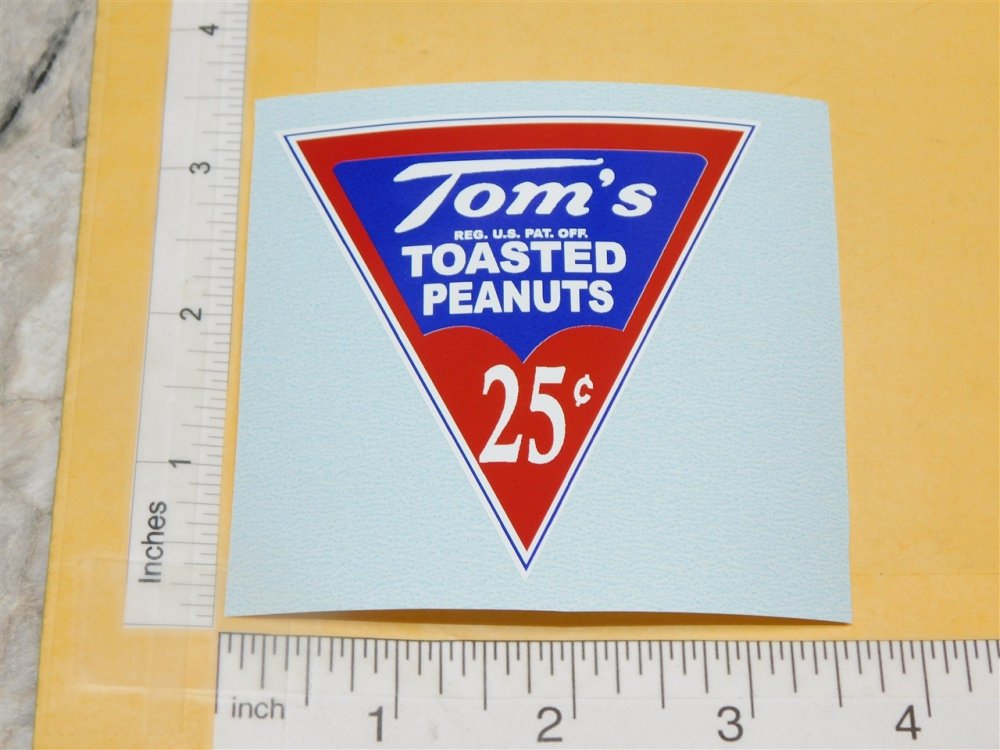 Tom's
REG. U.S. PAT. OFF.
TOASTED
PEANUTS
25¢
4
3
2
1
Inches
inch 1 2 3 4